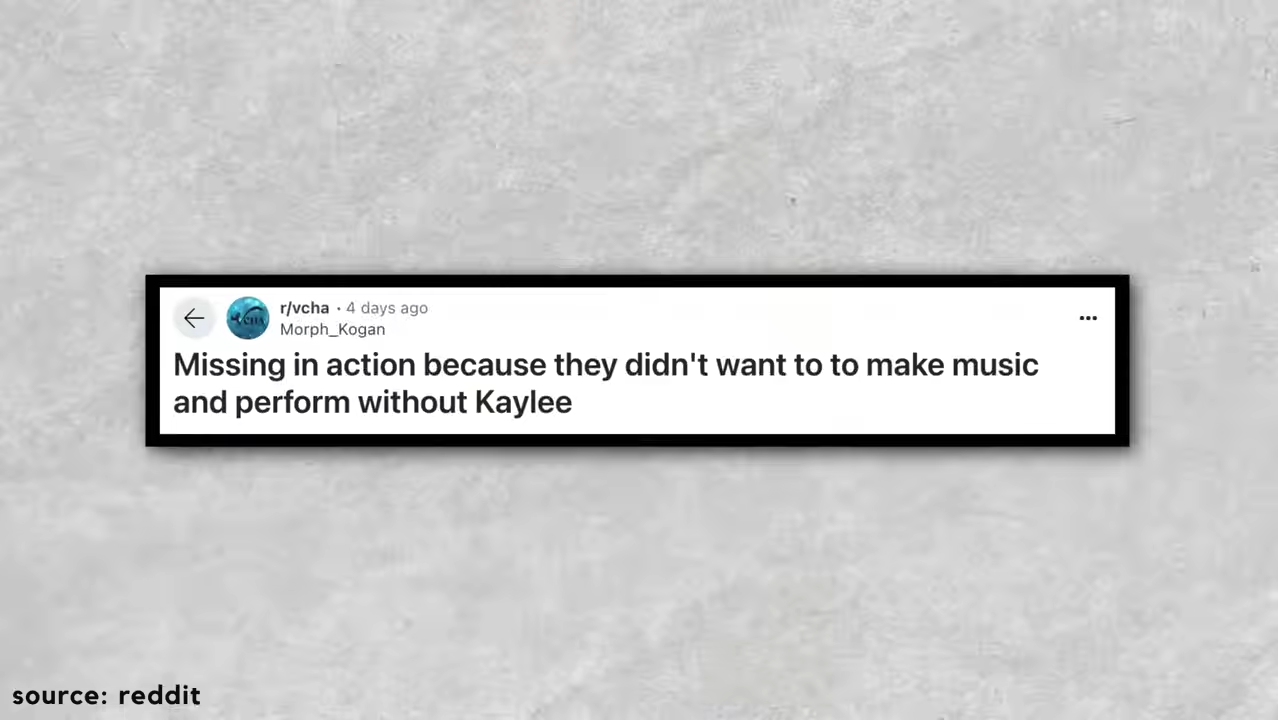 r/vcha · 4 days ago
Morph_Kogan
Missing in action because they didn't want to to make music
and perform without Kaylee
VCHA
source: reddit